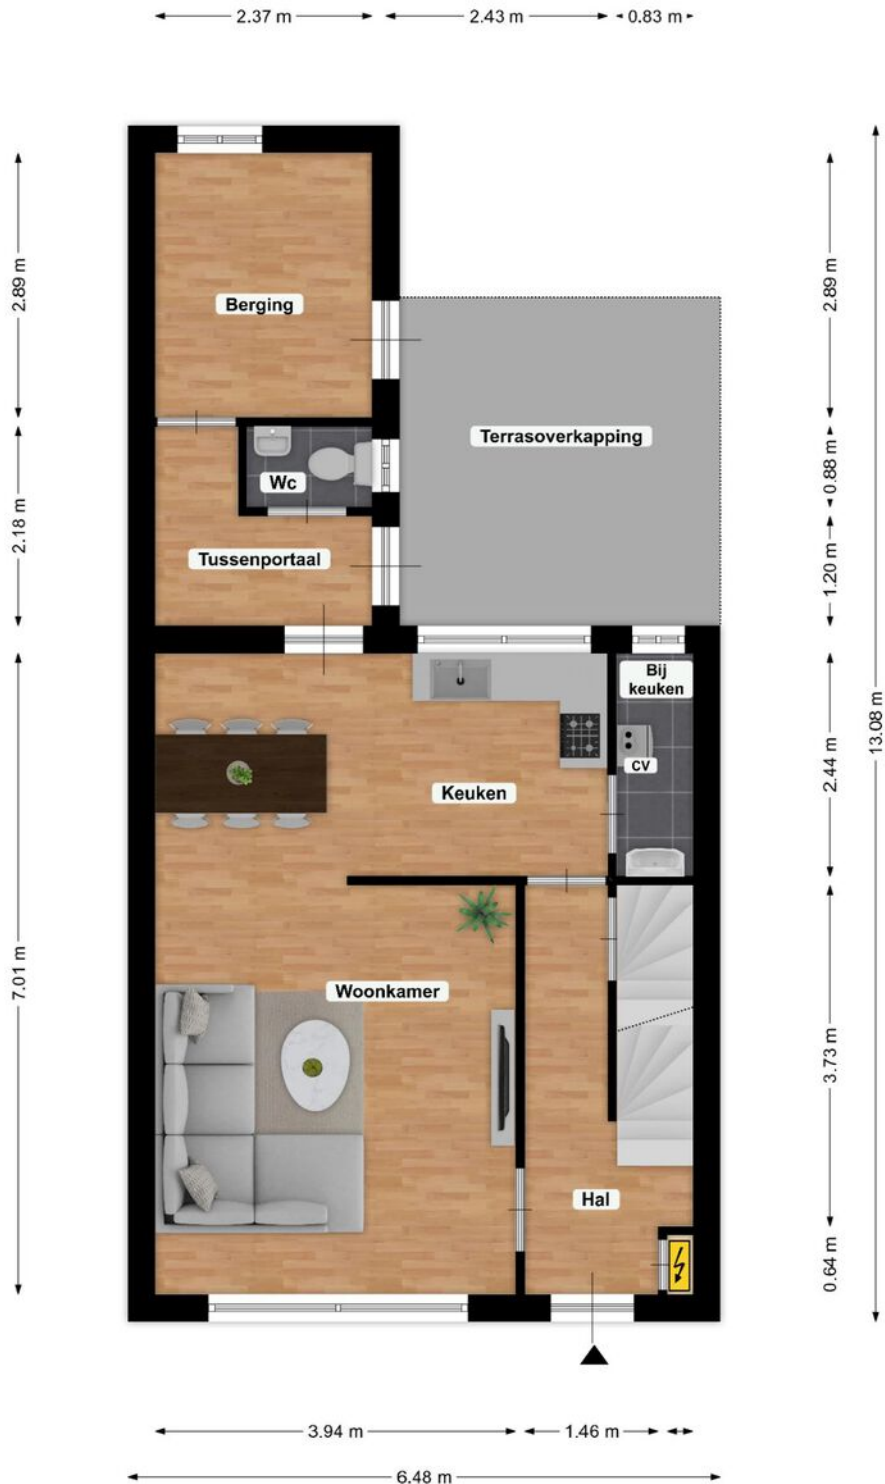 2.37 m
2.43 m
0.83 m
2.89 m
2.89 m
Berging
Terrasoverkapping
0.88 m
Wc
2.18 m
1.20 m
Tussenportaal
Bij
keuken
13.08 m
CV
2.44 m
Keuken
7.01 m
Woonkamer
3.73 m
Hal
0.64 m
3.94 m
1.46 m
6.48 m